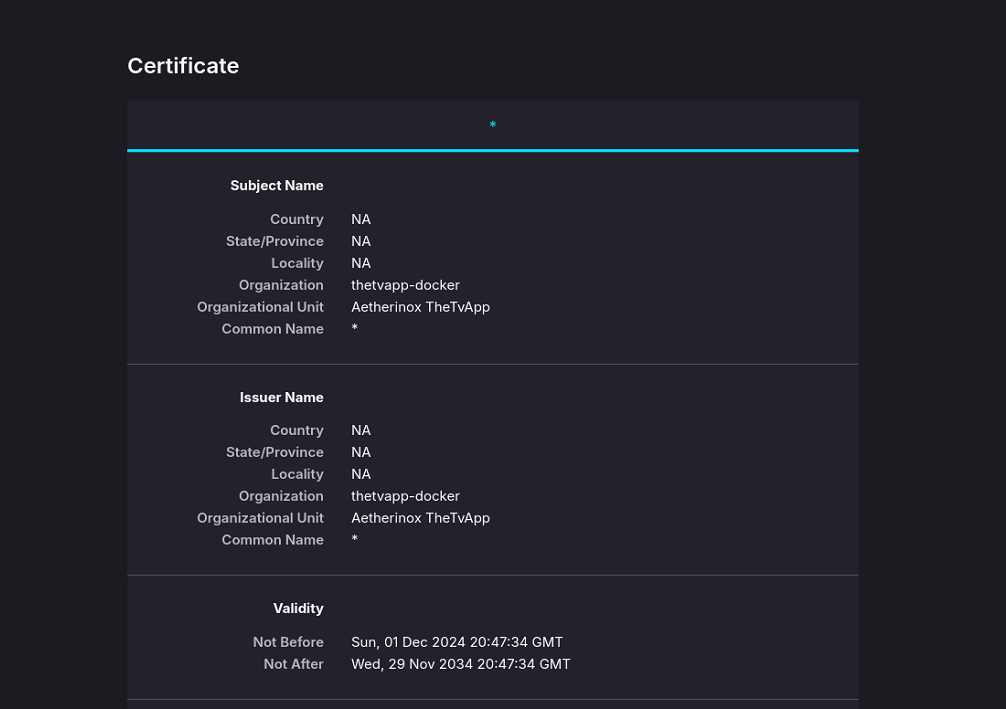 Certificate
*
Subject Name
Country NA
State/Province NA
Locality NA
Organization thetvapp-docker
Organizational Unit Aetherinox TheTvApp
Common Name *
Issuer Name
Country NA
State/Province NA
Locality NA
Organization thetvapp-docker
Organizational Unit Aetherinox TheTvApp
Common Name *
Validity
Not Before Sun, 01 Dec 2024 20:47:34 GMT
Not After Wed, 29 Nov 2034 20:47:34 GMT